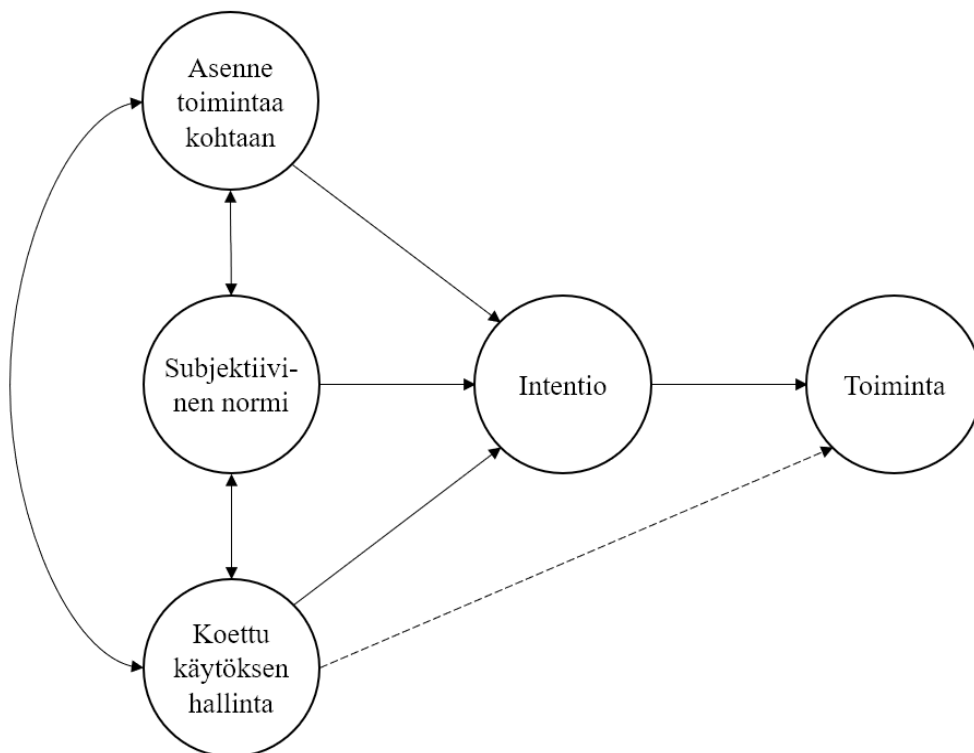 Asenne
toimintaa
kohtaan
Subjektiivi-
nen normi
Intentio
Toiminta
Koettu
käytöksen
hallinta